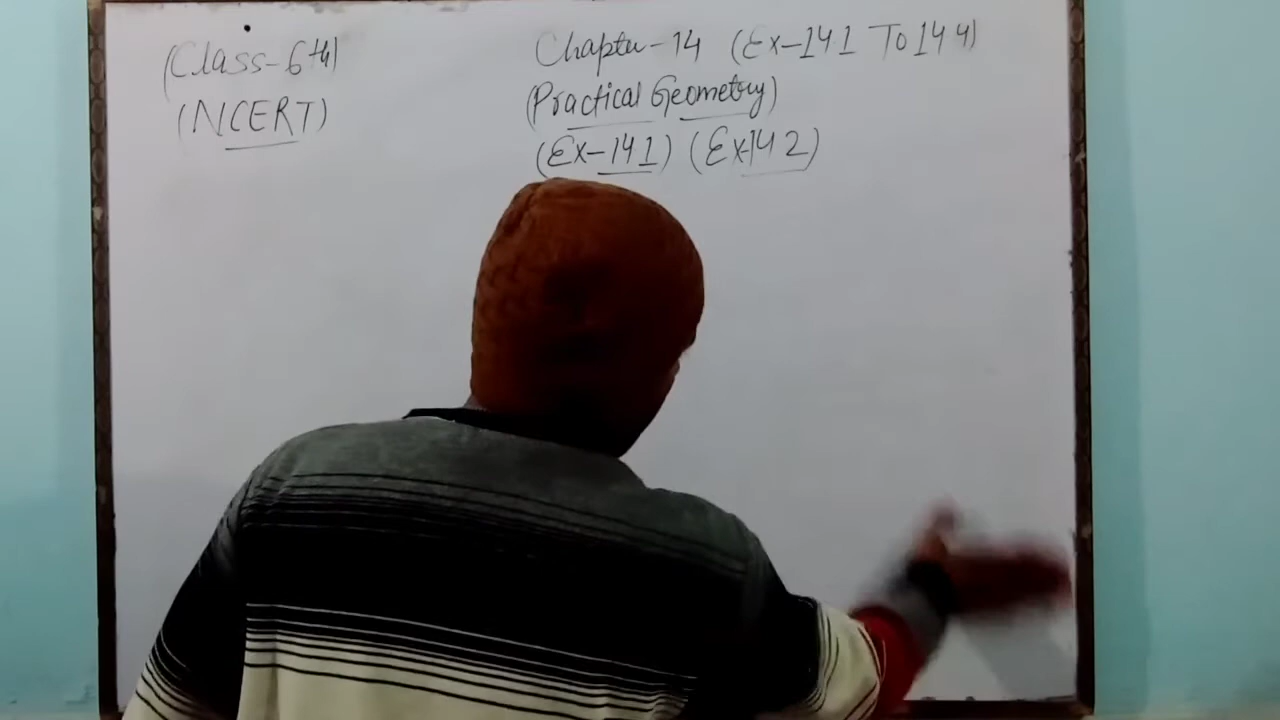 (Class-6th)
(NCERT)
Chapter-14 (Ex-14 1 To 14 4)
(Practical Geometry)
(Ex-14 1) (Ex-14 2)